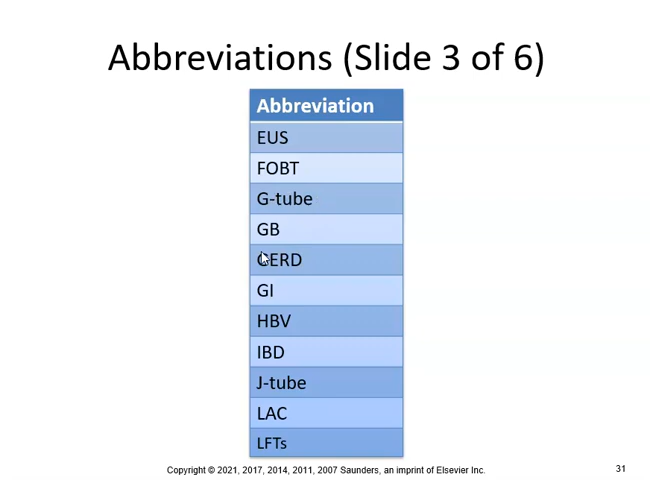 Abbreviations (Slide 3 of 6)
Abbreviation
EUS
FOBT
G-tube
GB
GERD
GI
HBV
IBD
J-tube
LAC
LFTs
Copyright © 2021, 2017, 2014, 2011, 2007 Saunders, an imprint of Elsevier Inc.
31